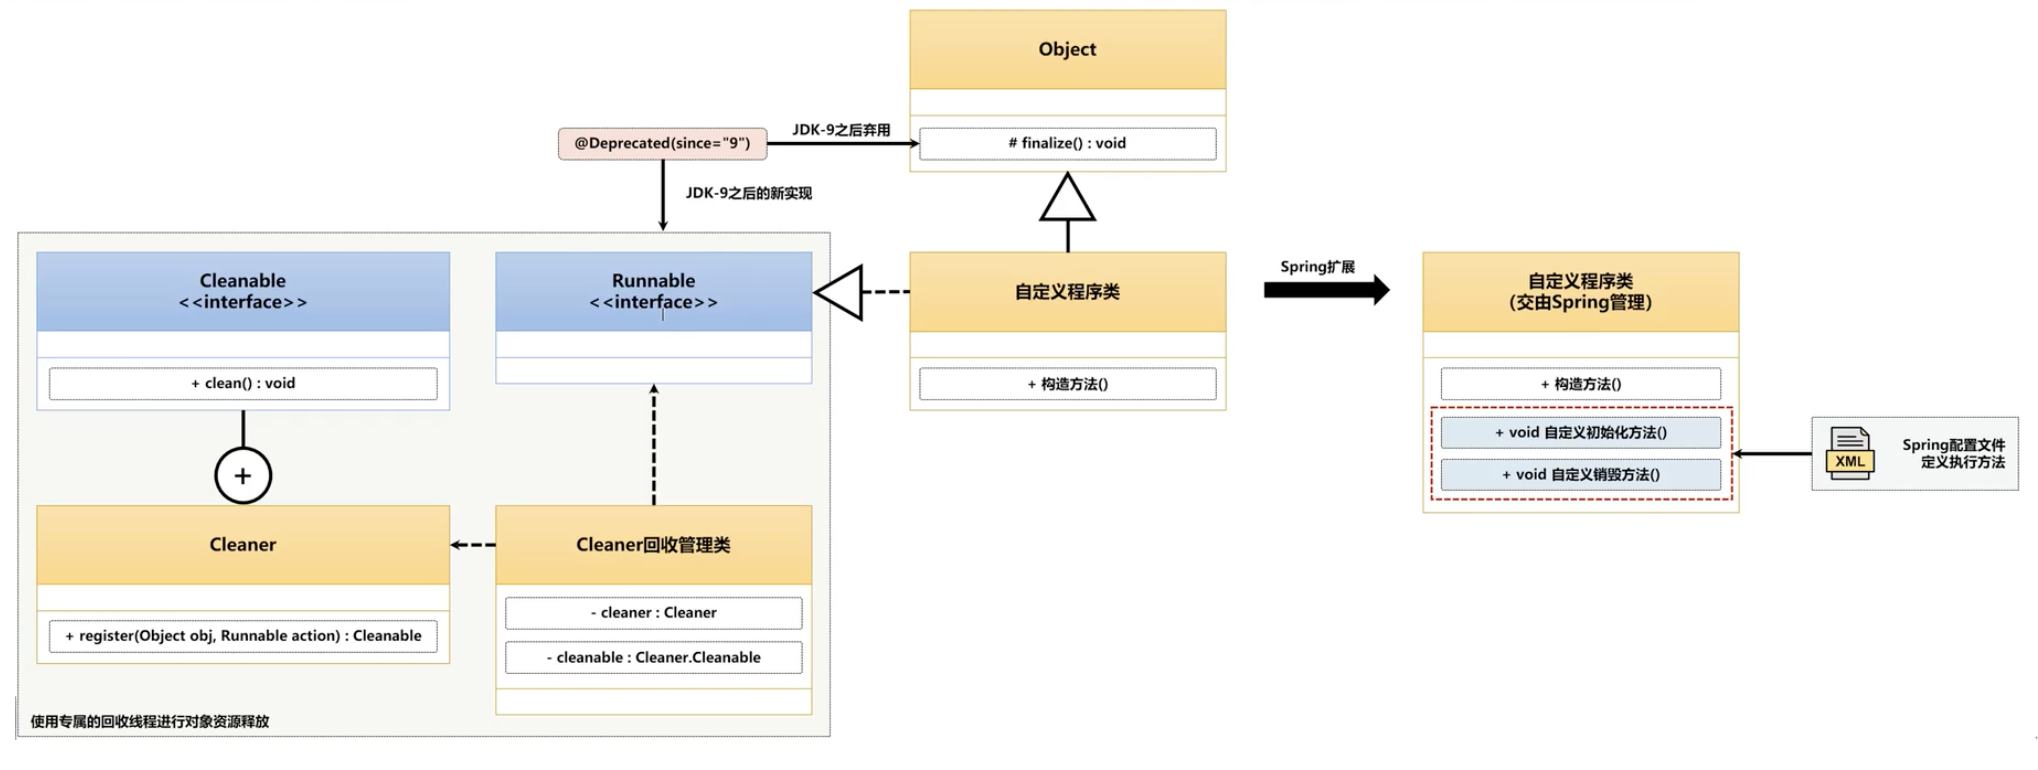 Object
# finalize() : void
@Deprecated(since="9")
JDK-9之后弃用
JDK-9之后的新实现
Cleanable
<<interface>>
+ clean() : void
Runnable
<<interface>>
自定义程序类
+ 构造方法()
Spring扩展
自定义程序类
（交由Spring管理）
+ 构造方法()
+ void 自定义初始化方法()
+ void 自定义销毁方法()
XML
Spring配置文件
定义执行方法
+
Cleaner
+ register(Object obj, Runnable action) : Cleanable
Cleaner回收管理类
- cleaner : Cleaner
- cleanable : Cleaner.Cleanable
使用专属的回收线程进行对象资源释放